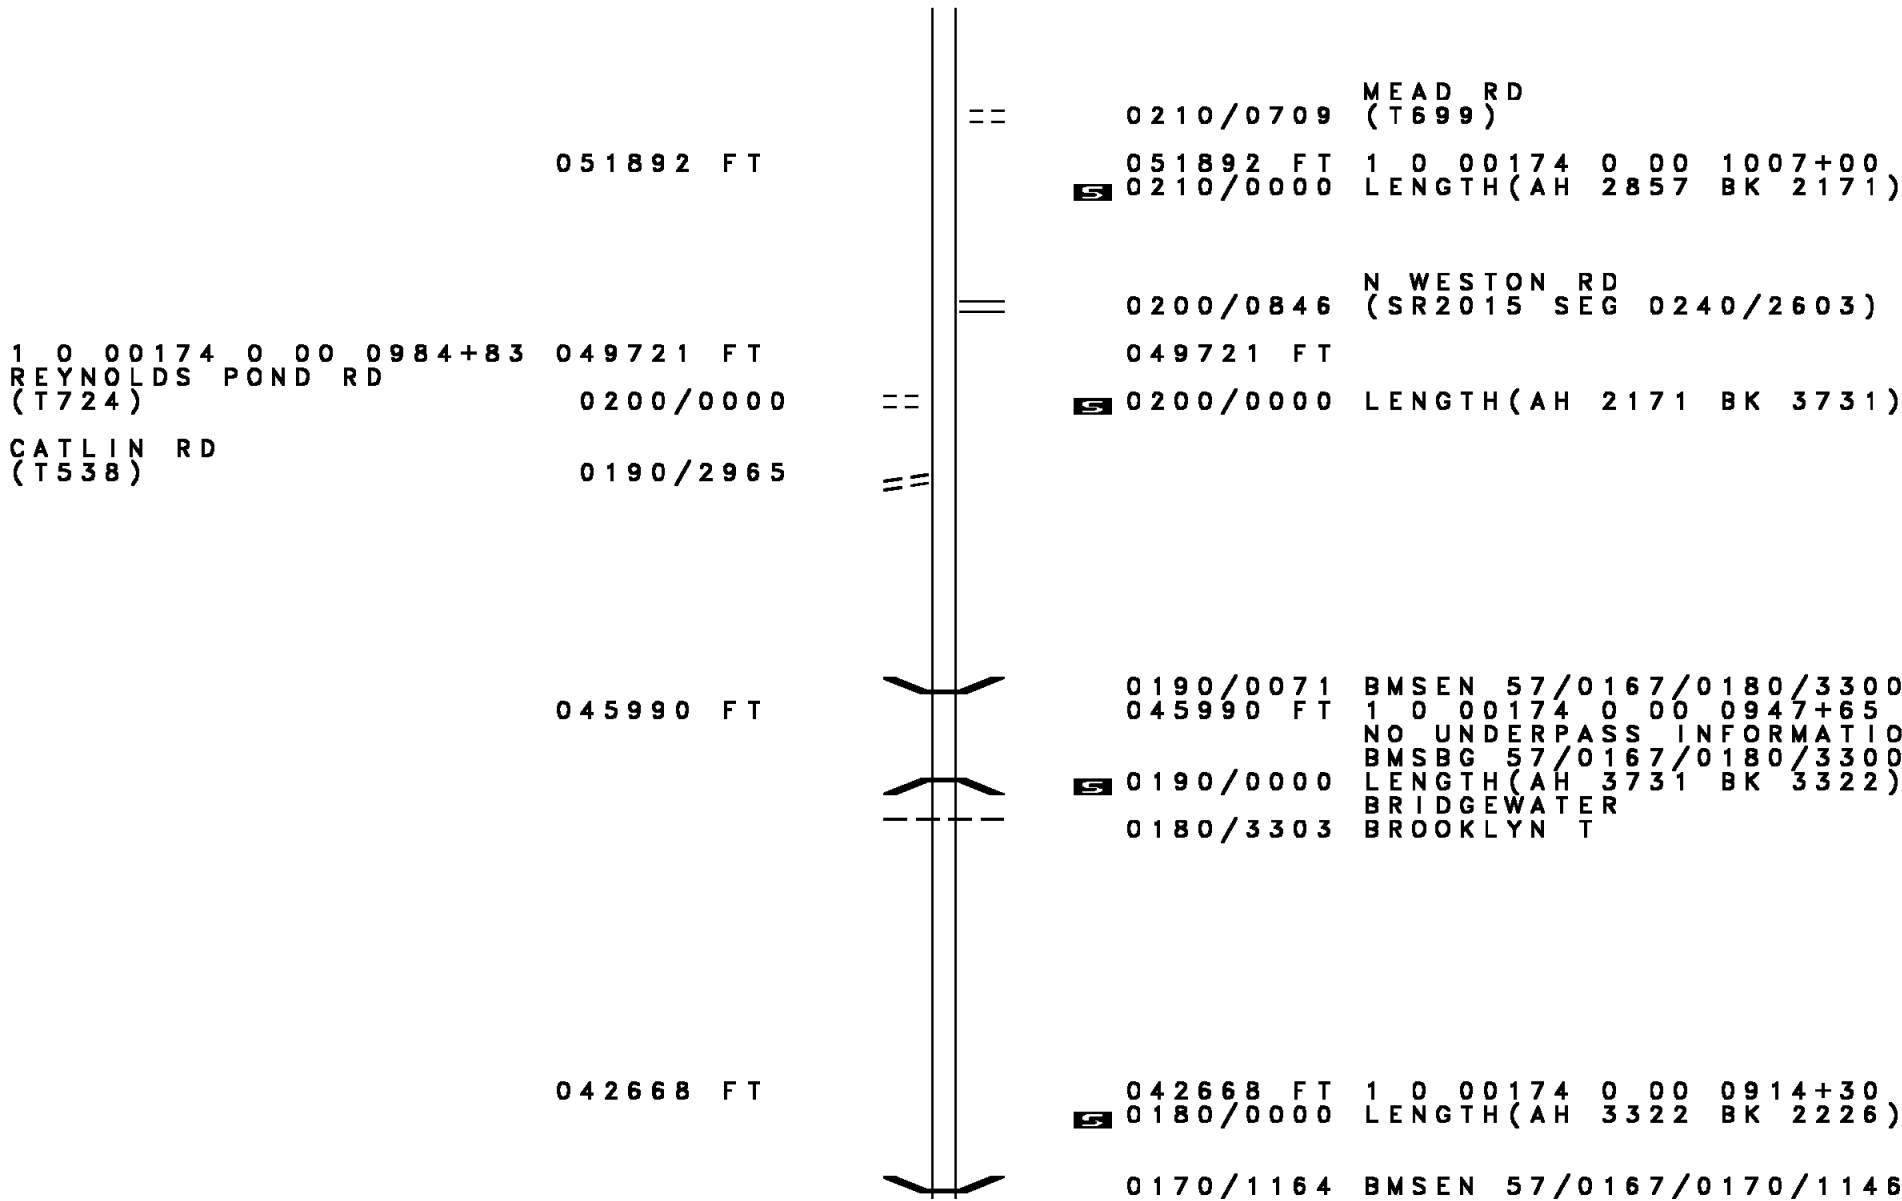 MEAD RD
0210/0709 (T699)
051892 FT 051892 FT 1 0 00174 0 00 1007+00
S 0210/0000 LENGTH(AH 2857 BK 2171)
N WESTON RD
0200/0846 (SR2015 SEG 0240/2603)
1 0 00174 0 00 0984+83 049721 FT 049721 FT
REYNOLDS POND RD
(T724) 0200/0000 S 0200/0000 LENGTH(AH 2171 BK 3731)
CATLIN RD
(T538) 0190/2965
0190/0071 BMSEN 57/0167/0180/3300
045990 FT 045990 FT 1 0 00174 0 00 0947+65
NO UNDERPASS INFORMATIO
BMSBG 57/0167/0180/3300
S 0190/0000 LENGTH(AH 3731 BK 3322)
BRIDGEWATER
0180/3303 BROOKLYN T
042668 FT 042668 FT 1 0 00174 0 00 0914+30
S 0180/0000 LENGTH(AH 3322 BK 2226)
0170/1164 BMSEN 57/0167/0170/1146